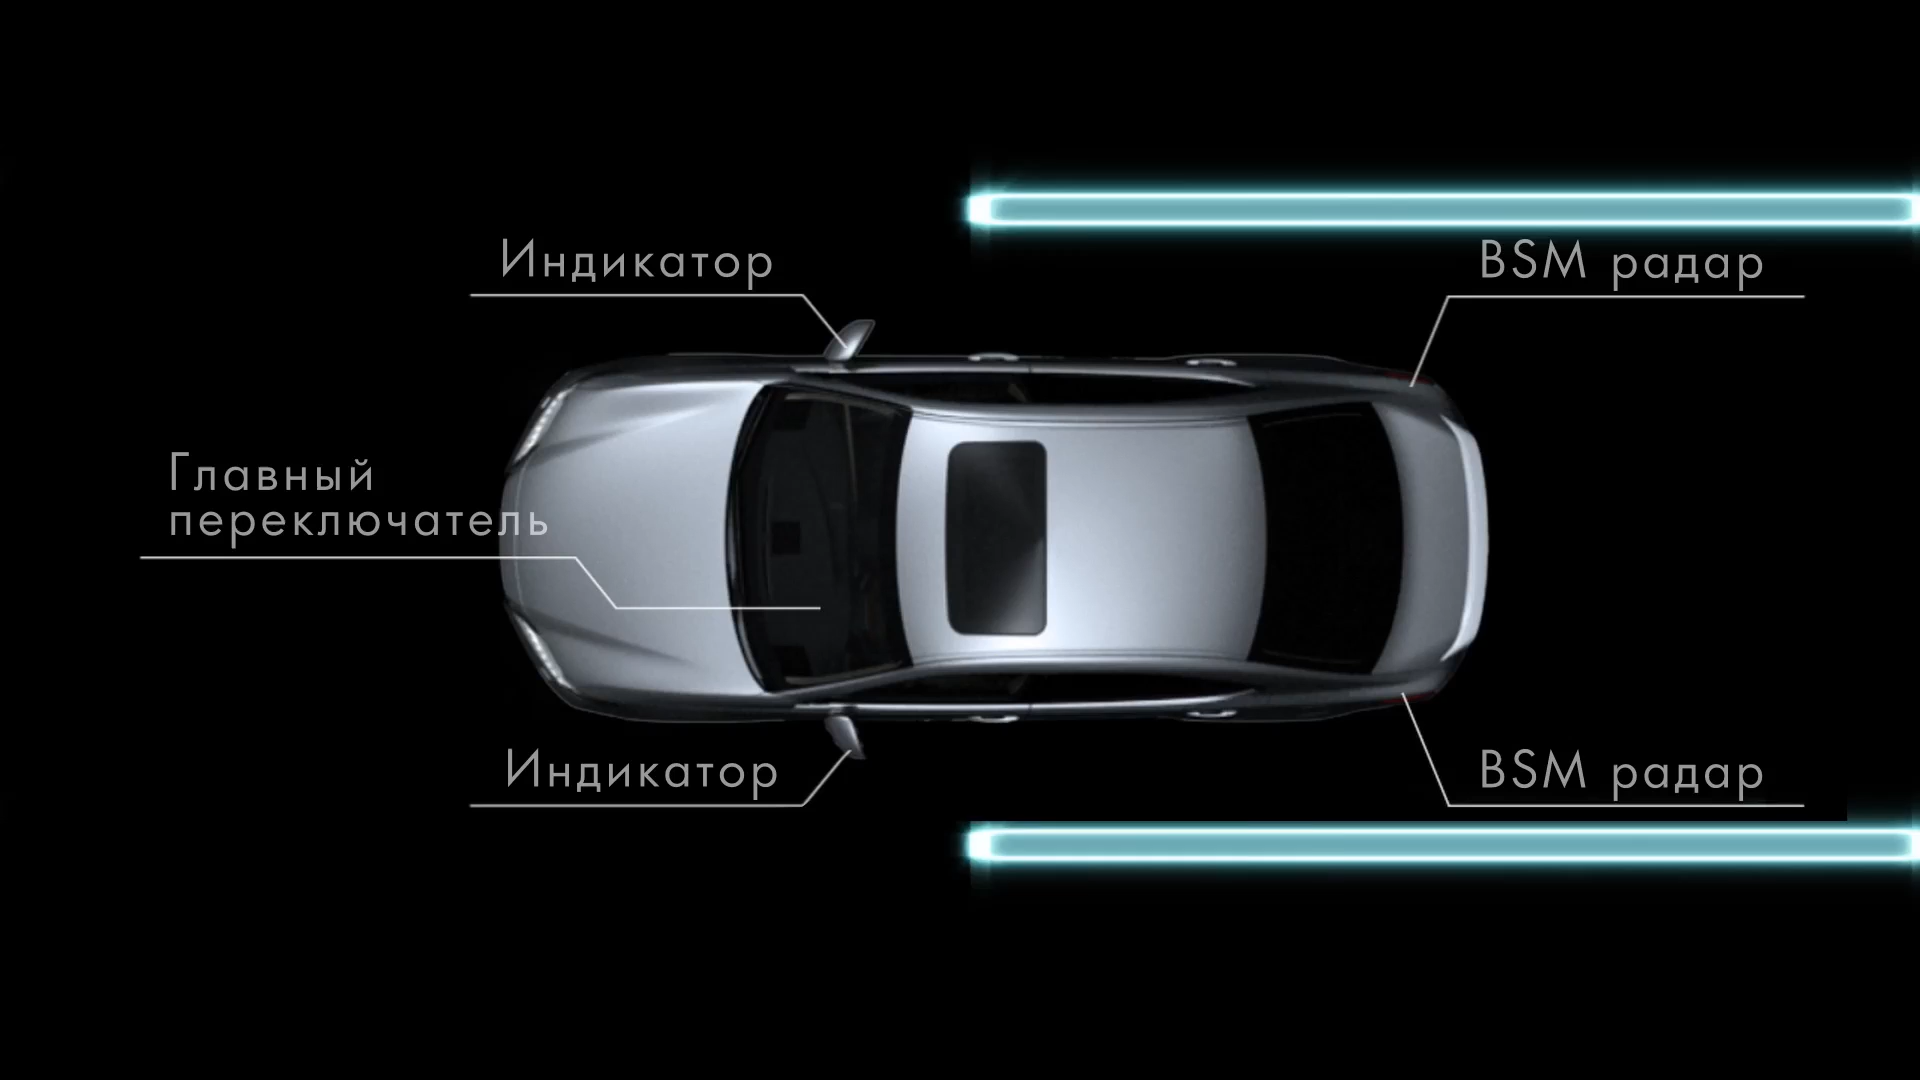 Индикатор
BSM радар
Главный
переключатель
Индикатор
BSM радар